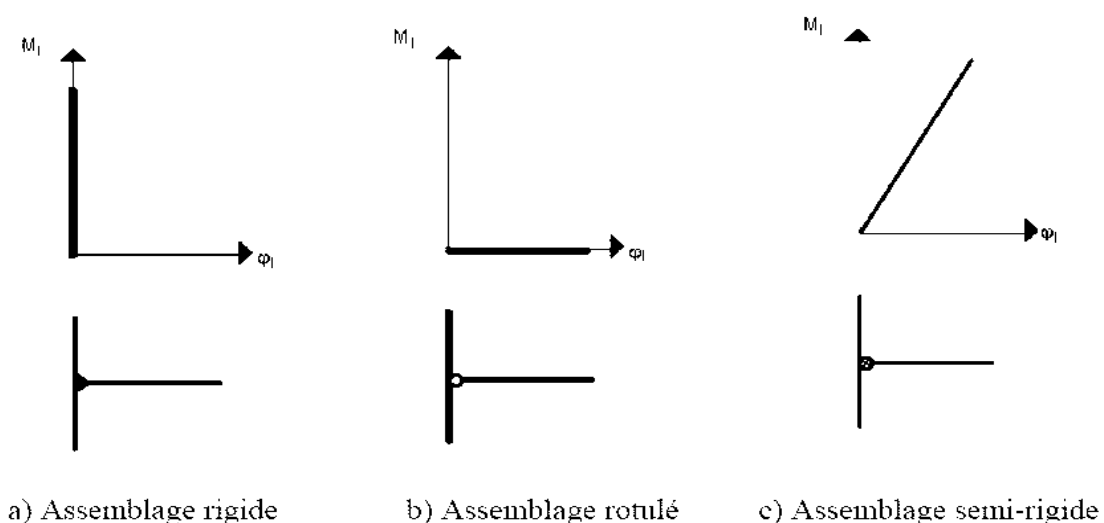 M_l
M_l
M_l
φ_l
φ_l
φ_l
a) Assemblage rigide
b) Assemblage rotulé
c) Assemblage semi-rigide